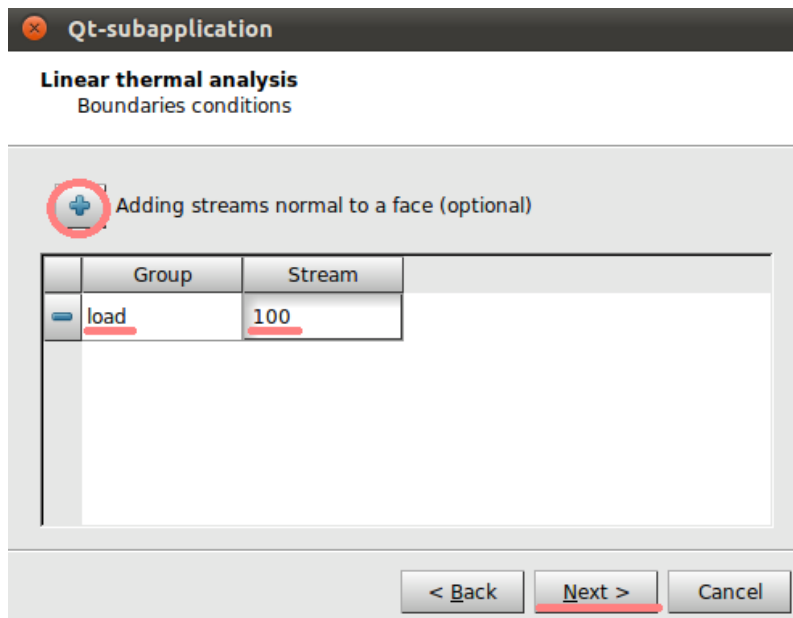 Qt-subapplication
Linear thermal analysis
Boundaries conditions
Adding streams normal to a face (optional)
Group Stream
load 100
< Back Next > Cancel